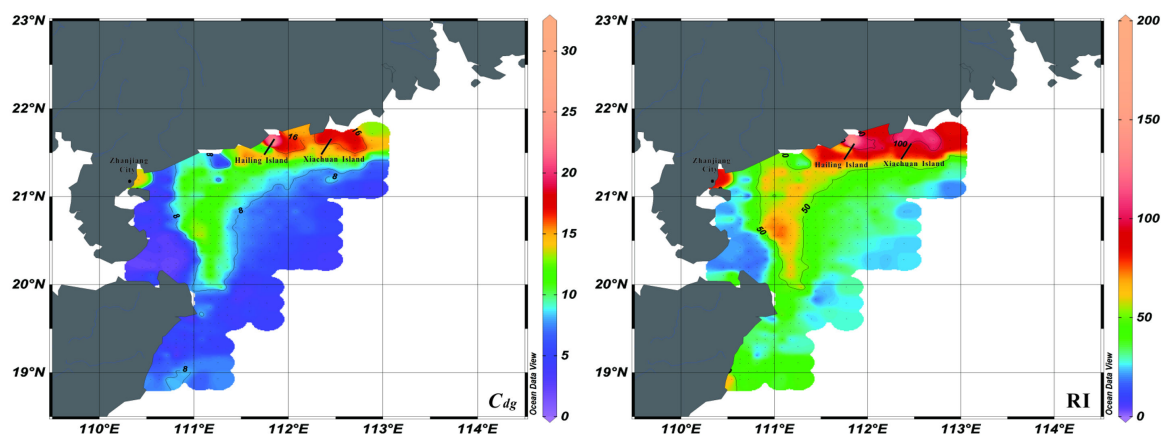 23°N
22°N
21°N
20°N
19°N
110°E
111°E
112°E
113°E
114°E
Zhanjiang
City
Hailing Island
Xiachuan Island
16
16
8
8
8
8
8
Cdg
30
25
20
15
10
5
0
Ocean Data View
23°N
22°N
21°N
20°N
19°N
110°E
111°E
112°E
113°E
114°E
Zhanjiang
City
Hailing Island
Xiachuan Island
100
50
50
RI
200
150
100
50
0
Ocean Data View